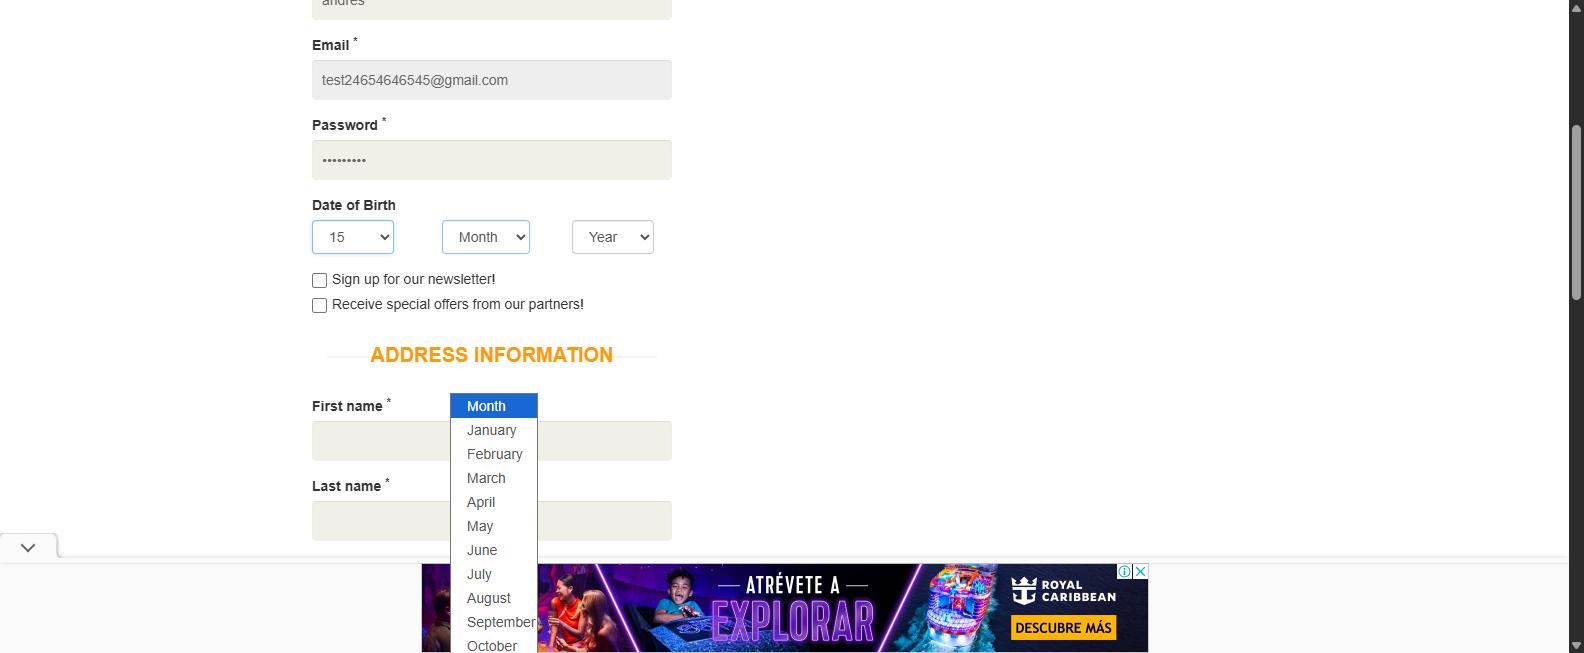 andres
Email *
test24654646545@gmail.com
Password *
•••••••••
Date of Birth
15 Month Year
Sign up for our newsletter!
Receive special offers from our partners!
ADDRESS INFORMATION
First name *
Month
January
February
March
Last name *
April
May
June
July
August
September
October
ATRÉVETE A
EXPLORAR
ROYAL
CARIBBEAN
DESCUBRE MÁS